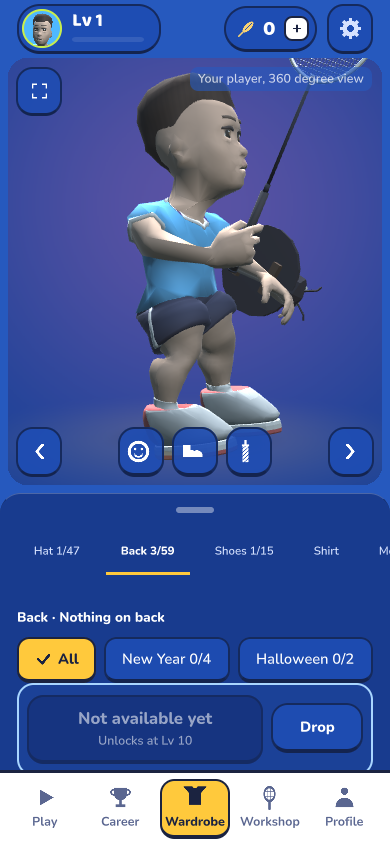 Lv 1
0
+
Your player, 360 degree view
Hat 1/47
Back 3/59
Shoes 1/15
Shirt
Back · Nothing on back
All
New Year 0/4
Halloween 0/2
Not available yet
Unlocks at Lv 10
Drop
Play
Career
Wardrobe
Workshop
Profile